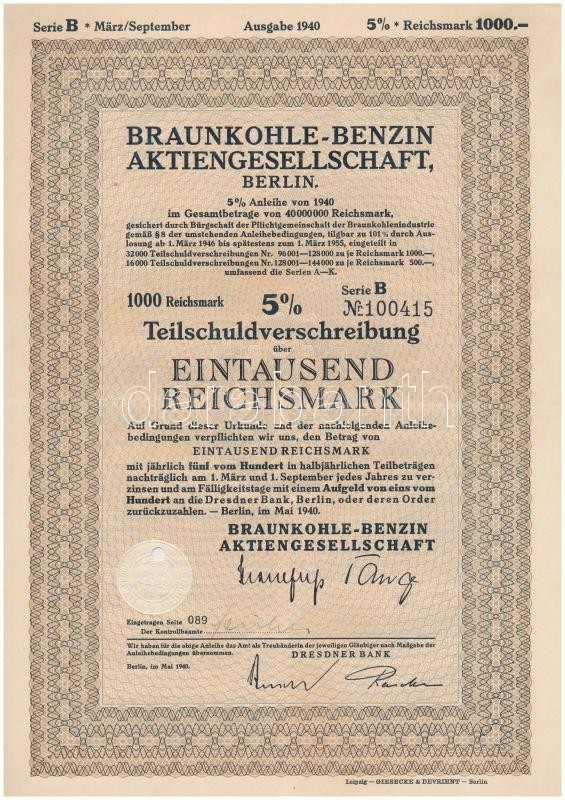 Serie B * März/September Ausgabe 1940 5% * Reichsmark 1000.—
BRAUNKOHLE-BENZIN
AKTIENGESELLSCHAFT,
BERLIN.
5% Anleihe von 1940
im Gesamtbetrage von 40000000 Reichsmark,
gesichert durch Bürgschaft der Pflichtgemeinschaft der Braunkohlenindustrie
gemäß § 8 der umstehenden Anleihebedingungen, tilgbar zu 101% durch Aus-
losung ab 1. März 1946 bis spätestens zum 1. März 1955, eingeteilt in
32000 Teilschuldverschreibungen Nr. 96001—128000 zu je Reichsmark 1000.—,
16000 Teilschuldverschreibungen Nr. 128001—144000 zu je Reichsmark 500.—,
umfassend die Serien A—K.
1000 Reichsmark 5% Serie B
№ 100415
Teilschuldverschreibung
über
EINTAUSEND
REICHSMARK
Auf Grund dieser Urkunde und der nachfolgenden Anleihe-
bedingungen verpflichten wir uns, den Betrag von
EINTAUSEND REICHSMARK
mit jährlich fünf vom Hundert in halbjährlichen Teilbeträgen
nachträglich am 1. März und 1. September jedes Jahres zu ver-
zinsen und am Fälligkeitstage mit einem Aufgeld von eins vom
Hundert an die Dresdner Bank, Berlin, oder deren Order
zurückzuzahlen. — Berlin, im Mai 1940.
BRAUNKOHLE-BENZIN
AKTIENGESELLSCHAFT
Eingetragen Seite 089
Der Kontrollbeamte
Wir haben für die obige Anleihe das Amt als Treuhänderin der jeweiligen Gläubiger nach Maßgabe der
Anleihebedingungen übernommen. DRESDNER BANK
Berlin, im Mai 1940.
Leipzig — GIESECKE & DEVRIENT — Berlin